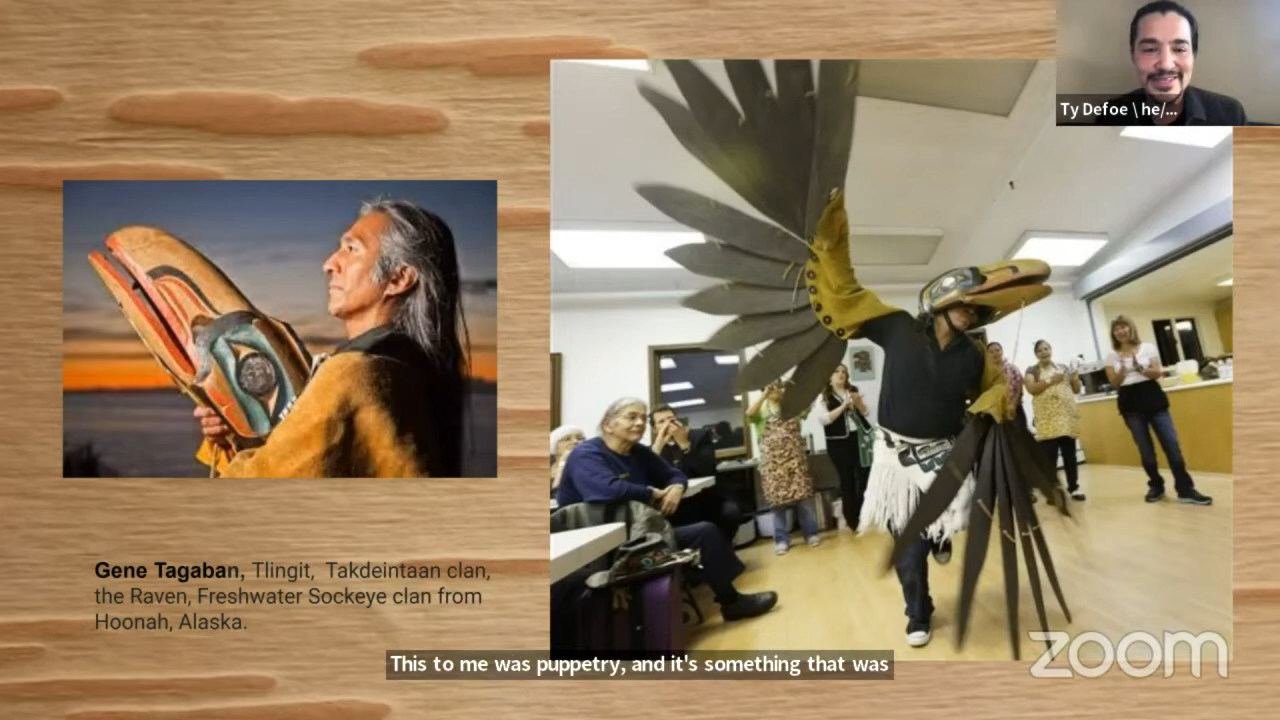 Ty Defoe \ he/...
Gene Tagaban, Tlingit, Takdeintaan clan,
the Raven, Freshwater Sockeye clan from
Hoonah, Alaska.
This to me was puppetry, and it's something that was
zoom